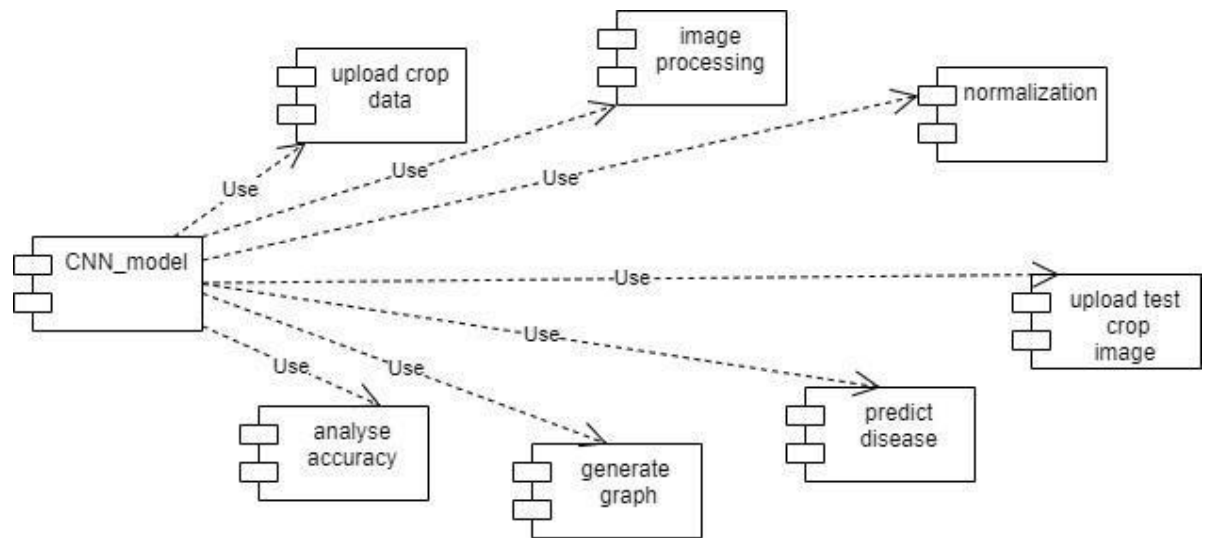 image
processing
upload crop
data
normalization
Use
Use
Use
CNN_model
Use
upload test
crop
image
Use
Use
Use
predict
disease
analyse
accuracy
generate
graph